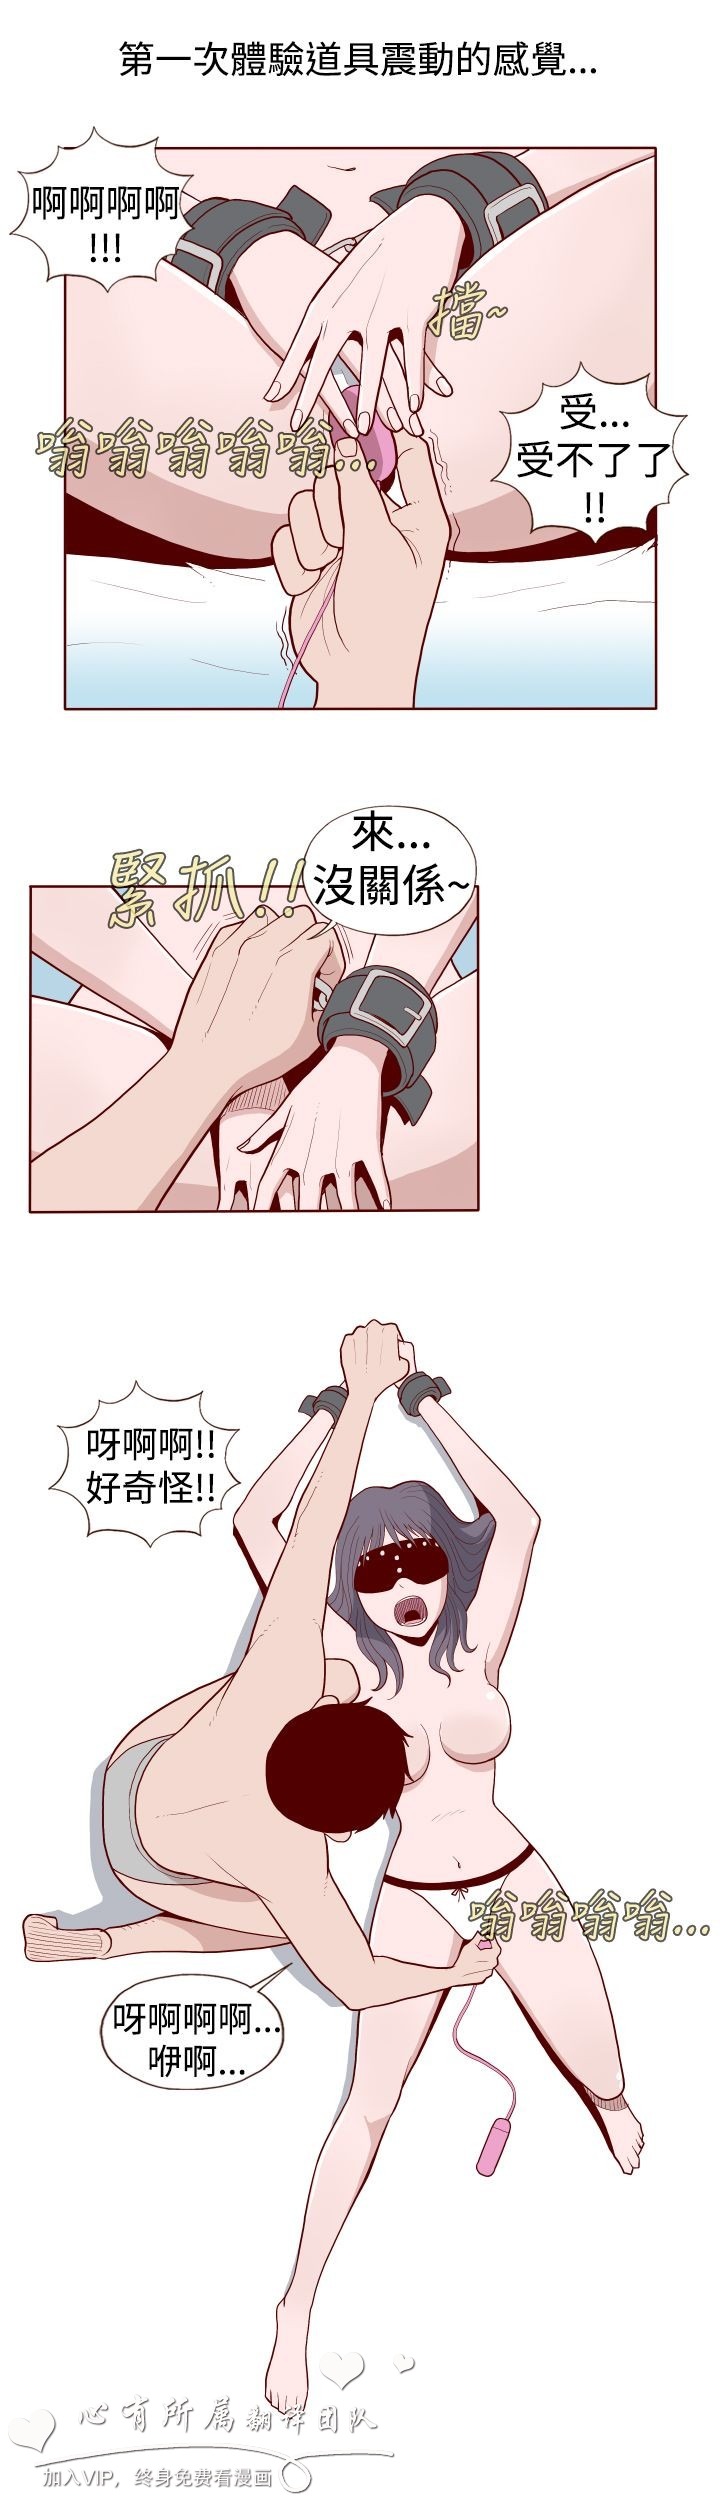 第一次體驗道具震動的感覺...
啊啊啊啊
!!!
擋~
嗡嗡嗡嗡嗡...
受...
受不了了
!!
來...
沒關係~
緊抓!!
呀啊啊!!
好奇怪!!
嗡嗡嗡嗡...
呀啊啊啊...
咿啊...
心有所属翻译团队
加入VIP，终身免费看漫画